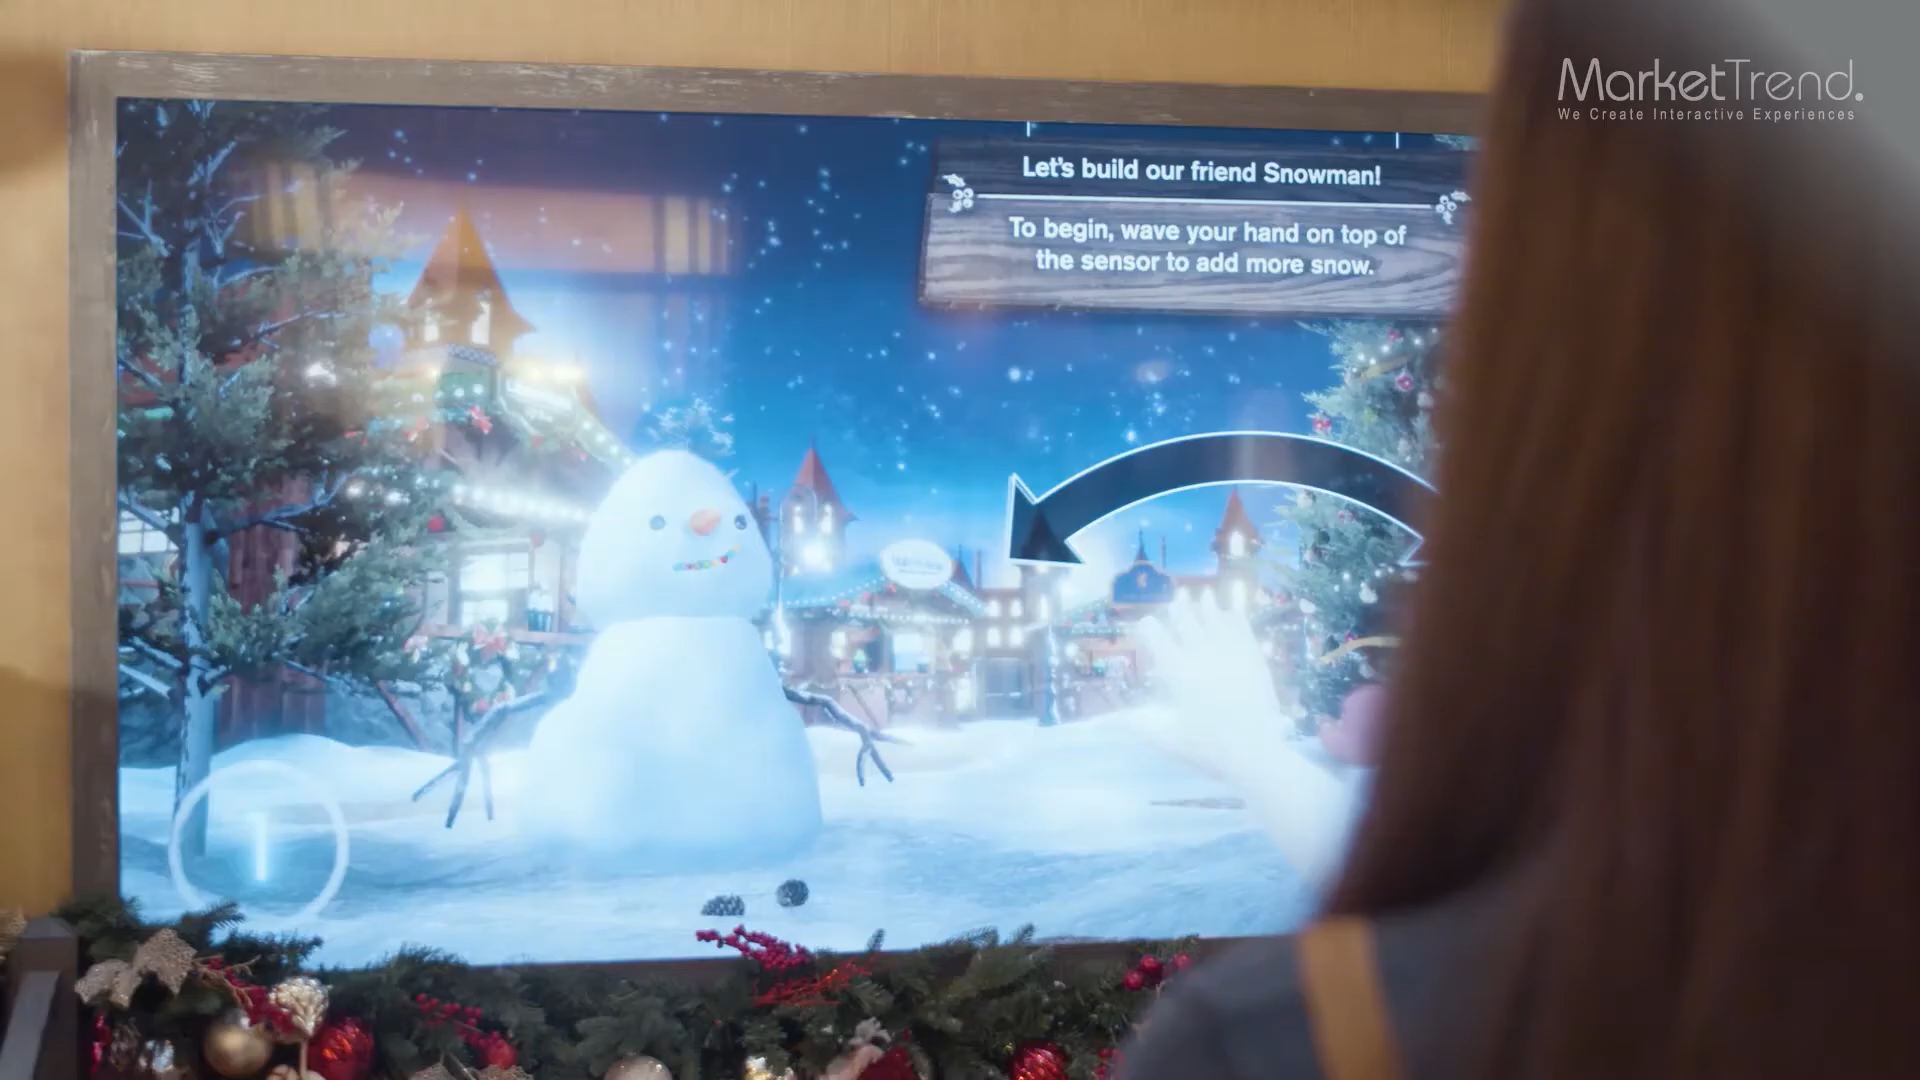 MarketTrend.
We Create Interactive Experiences
Let's build our friend Snowman!
To begin, wave your hand on top of
the sensor to add more snow.
1